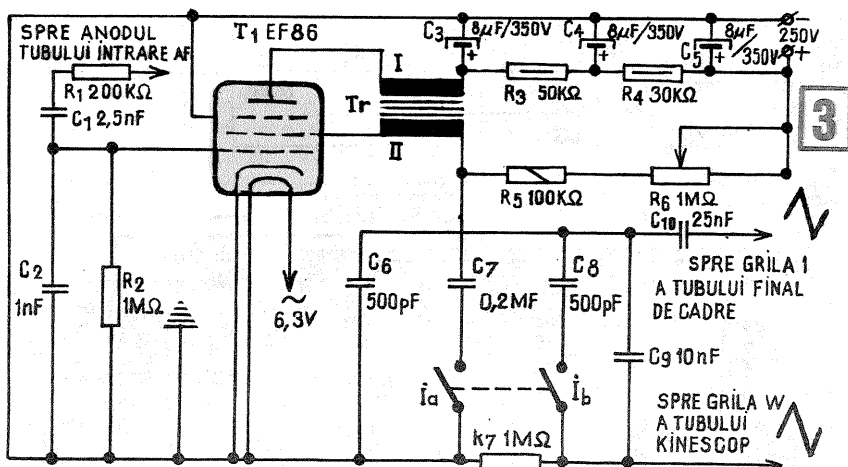 SPRE ANODUL
TUBULUI INTRARE AF
R1 200KΩ
C1 2,5nF
C2
1nF
R2
1MΩ
T1 EF86
6,3V
I
Tr
II
C3 8µF/350V
C4 8µF/350V
C5 8µF/350V
-
250V
+
R3 50KΩ
R4 30KΩ
3
R5 100KΩ
R6 1MΩ
C10 25nF
C6
500pF
C7
0,2MF
C8
500pF
SPRE GRILA 1
A TUBULUI FINAL
DE CADRE
C9 10nF
Ia
Ib
k7 1MΩ
SPRE GRILA W
A TUBULUI
KINESCOP